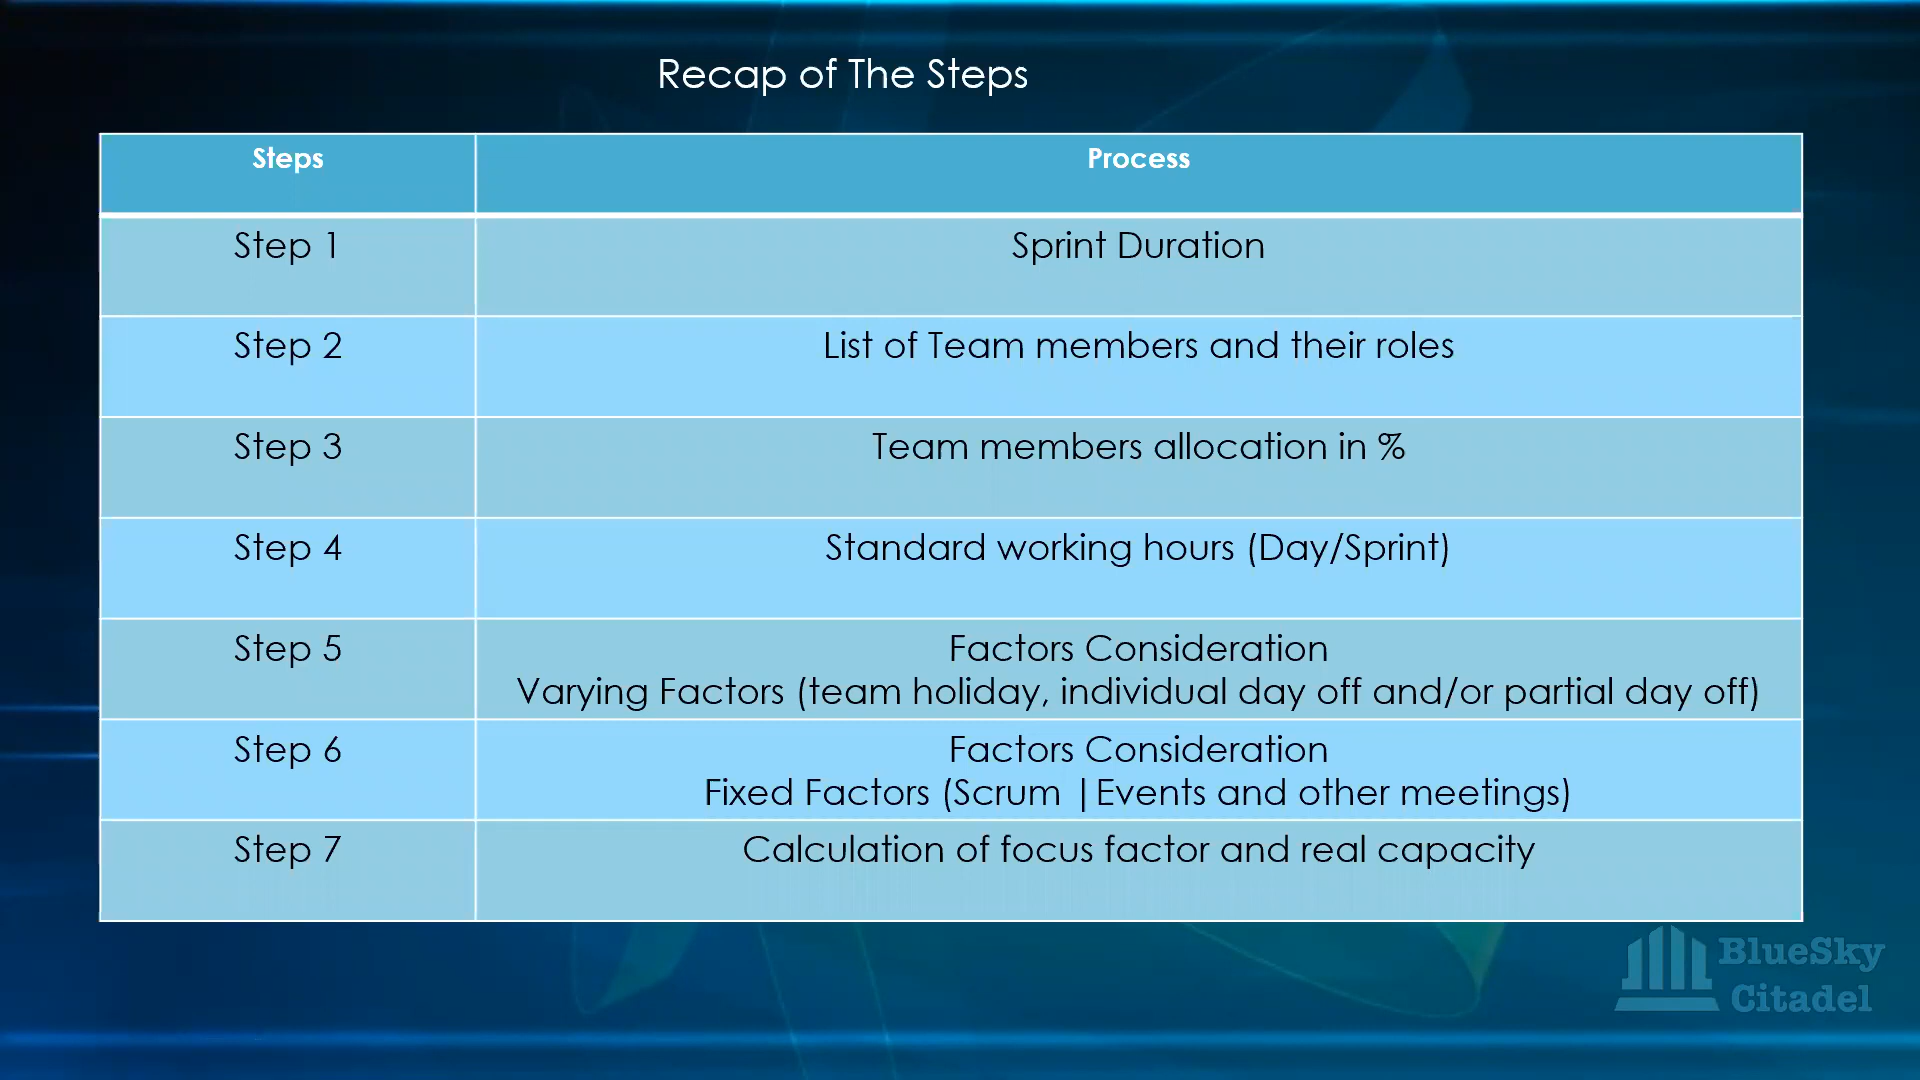 Recap of The Steps
Steps
Process
Step 1
Sprint Duration
Step 2
List of Team members and their roles
Step 3
Team members allocation in %
Step 4
Standard working hours (Day/Sprint)
Step 5
Factors Consideration
Varying Factors (team holiday, individual day off and/or partial day off)
Step 6
Factors Consideration
Fixed Factors (Scrum |Events and other meetings)
Step 7
Calculation of focus factor and real capacity
BlueSky
Citadel